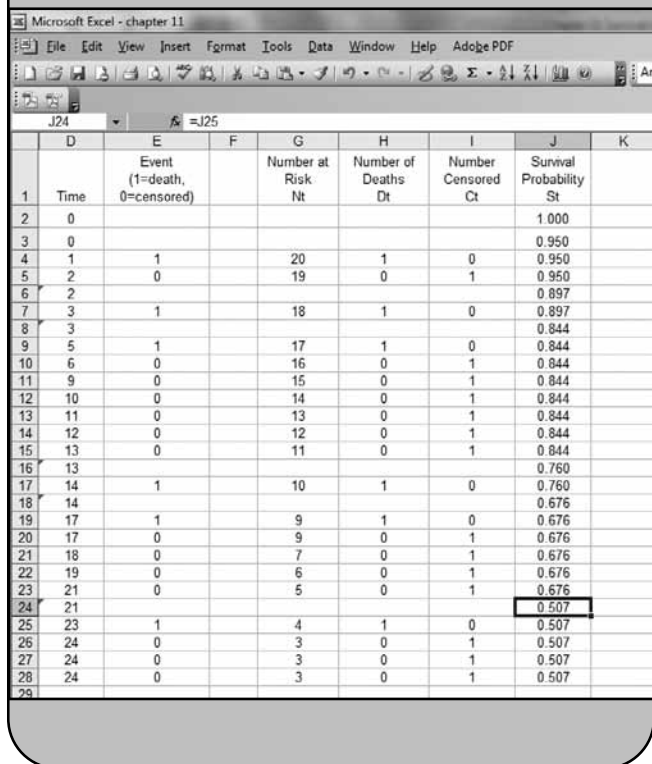 Microsoft Excel - chapter 11
File Edit View Insert Format Tools Data Window Help Adobe PDF
J24 fx =J25
D E F G H I J K
1 Time Event (1=death, 0=censored) Number at Risk Nt Number of Deaths Dt Number Censored Ct Survival Probability St
2 0 1.000
3 0 0.950
4 1 1 20 1 0 0.950
5 2 0 19 0 1 0.950
6 2 0.897
7 3 1 18 1 0 0.897
8 3 0.844
9 5 1 17 1 0 0.844
10 6 0 16 0 1 0.844
11 9 0 15 0 1 0.844
12 10 0 14 0 1 0.844
13 11 0 13 0 1 0.844
14 12 0 12 0 1 0.844
15 13 0 11 0 1 0.844
16 13 0.760
17 14 1 10 1 0 0.760
18 14 0.676
19 17 1 9 1 0 0.676
20 17 0 9 0 1 0.676
21 18 0 7 0 1 0.676
22 19 0 6 0 1 0.676
23 21 0 5 0 1 0.676
24 21 0.507
25 23 1 4 1 0 0.507
26 24 0 3 0 1 0.507
27 24 0 3 0 1 0.507
28 24 0 3 0 1 0.507
29